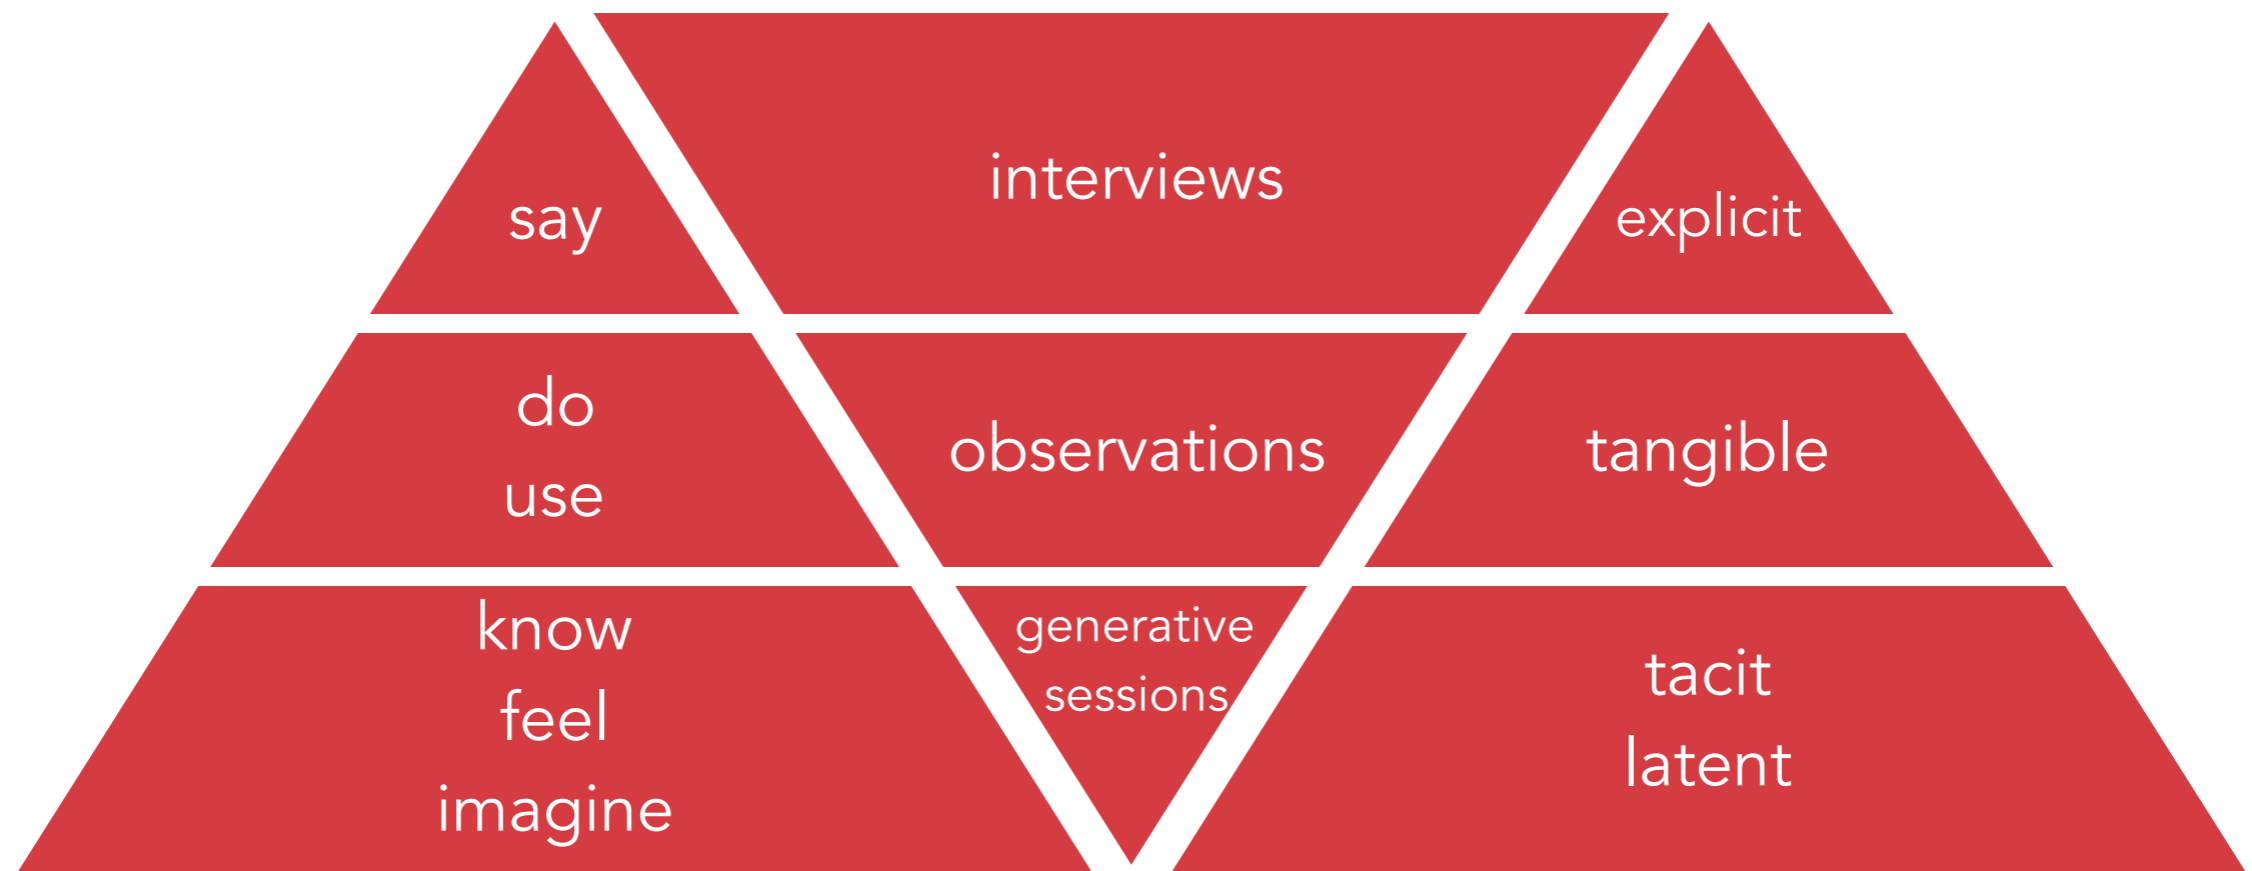 say
interviews
explicit
do
use
observations
tangible
know
feel
imagine
generative
sessions
tacit
latent